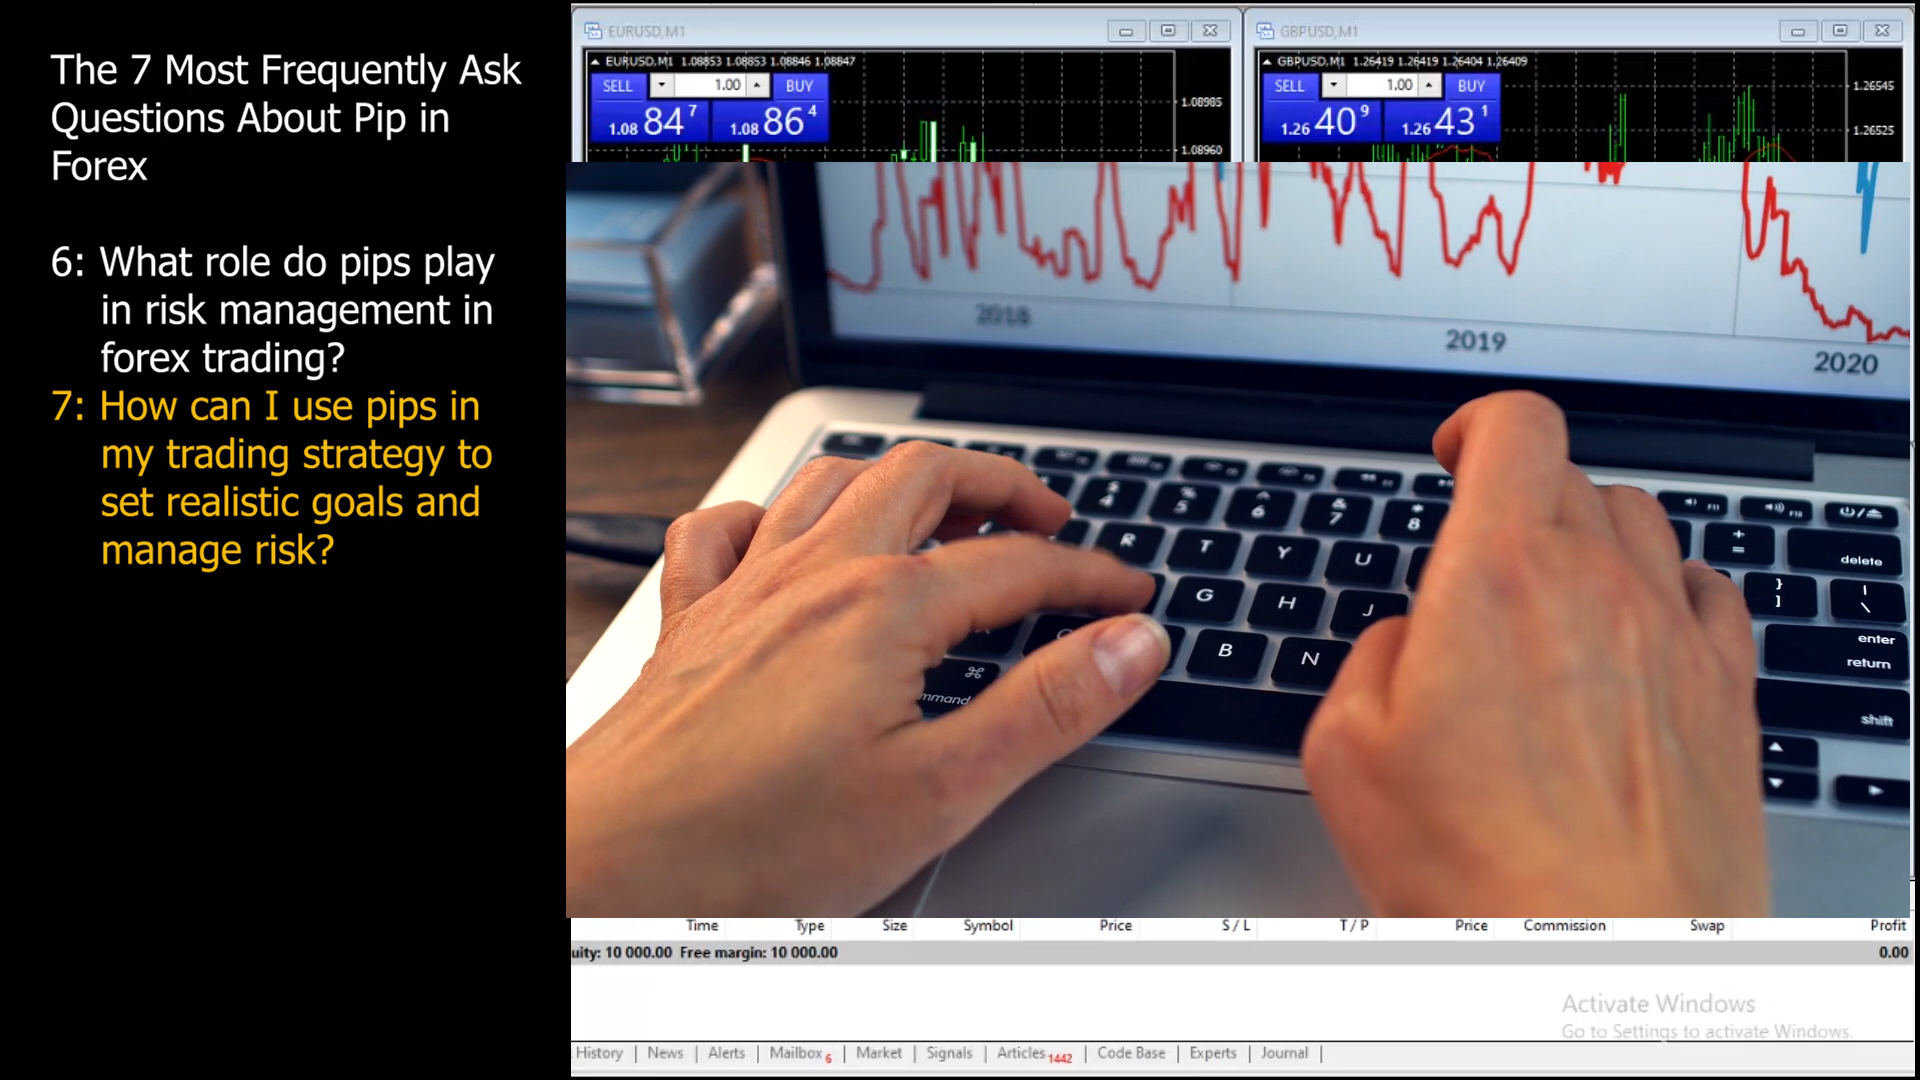 The 7 Most Frequently Ask
Questions About Pip in
Forex
6: What role do pips play
in risk management in
forex trading?
7: How can I use pips in
my trading strategy to
set realistic goals and
manage risk?
EURUSD,M1
EURUSD,M1 1.08853 1.08853 1.08846 1.08847
SELL 1.00 BUY
1.08 84 7 1.08 86 4
1.08985
1.08960
GBPUSD,M1
GBPUSD,M1 1.26419 1.26419 1.26404 1.26409
SELL 1.00 BUY
1.26 40 9 1.26 43 1
1.26545
1.26525
2018
2019
2020
$ 4 % 5 ^ 6 & 7 * 8 + =
R T Y U delete
G H J } ] | \
B N enter
return
⌘
shift
Time Type Size Symbol Price S / L T / P Price Commission Swap Profit
uity: 10 000.00 Free margin: 10 000.00 0.00
Activate Windows
Go to Settings to activate Windows.
History | News | Alerts | Mailbox 6 | Market | Signals | Articles 1442 | Code Base | Experts | Journal |